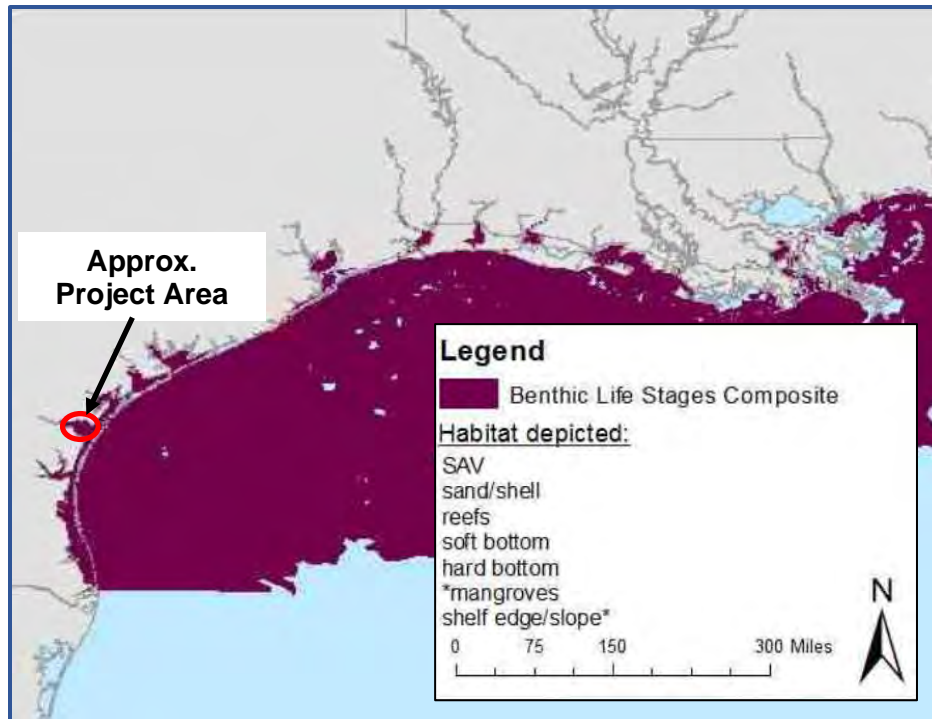 Approx.
Project Area
Legend
Benthic Life Stages Composite
Habitat depicted:
SAV
sand/shell
reefs
soft bottom
hard bottom
*mangroves
shelf edge/slope*
N
0 75 150 300 Miles